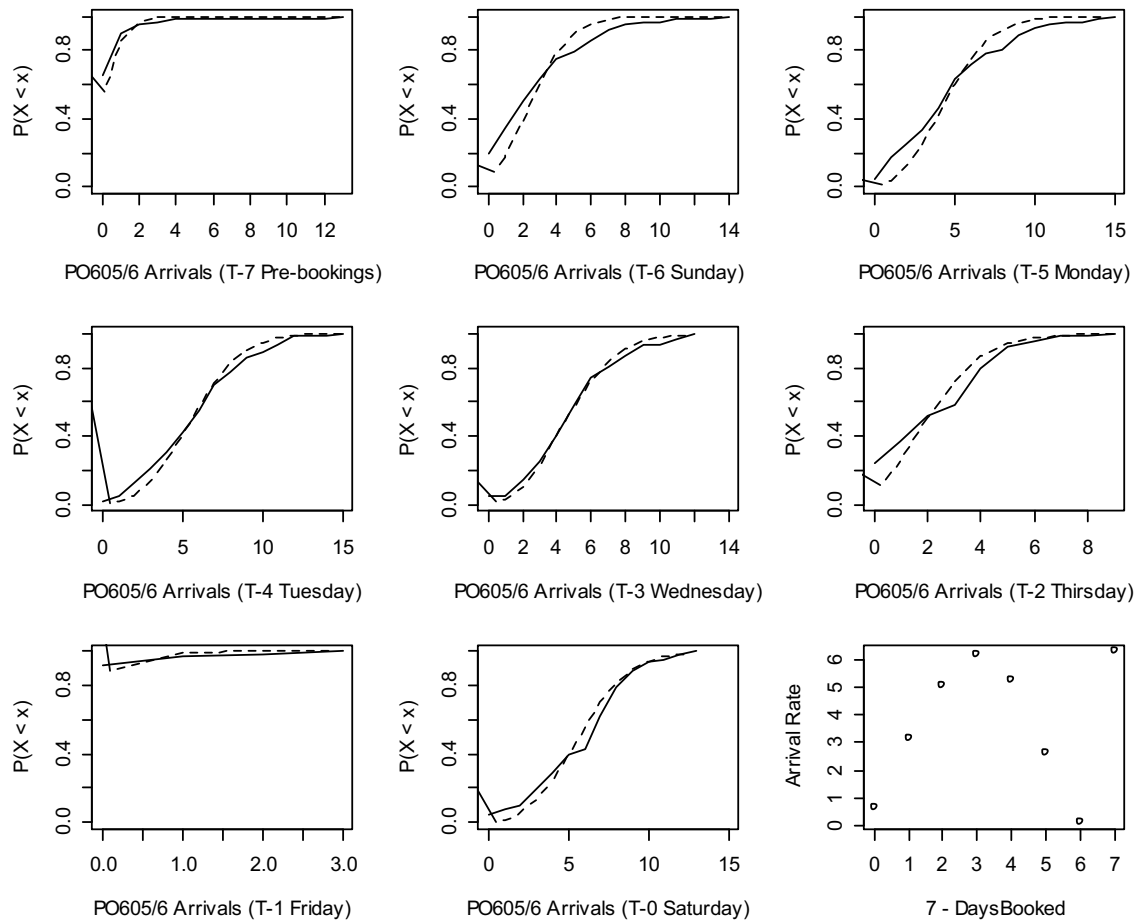 P(X < x)
0.0 0.4 0.8
0 2 4 6 8 10 12
PO605/6 Arrivals (T-7 Pre-bookings)
P(X < x)
0.0 0.4 0.8
0 2 4 6 8 10 14
PO605/6 Arrivals (T-6 Sunday)
P(X < x)
0.0 0.4 0.8
0 5 10 15
PO605/6 Arrivals (T-5 Monday)
P(X < x)
0.0 0.4 0.8
0 5 10 15
PO605/6 Arrivals (T-4 Tuesday)
P(X < x)
0.0 0.4 0.8
0 2 4 6 8 10 14
PO605/6 Arrivals (T-3 Wednesday)
P(X < x)
0.0 0.4 0.8
0 2 4 6 8
PO605/6 Arrivals (T-2 Thirsday)
P(X < x)
0.0 0.4 0.8
0.0 1.0 2.0 3.0
PO605/6 Arrivals (T-1 Friday)
P(X < x)
0.0 0.4 0.8
0 5 10 15
PO605/6 Arrivals (T-0 Saturday)
Arrival Rate
0 1 2 3 4 5 6
0 1 2 3 4 5 6 7
7 - DaysBooked